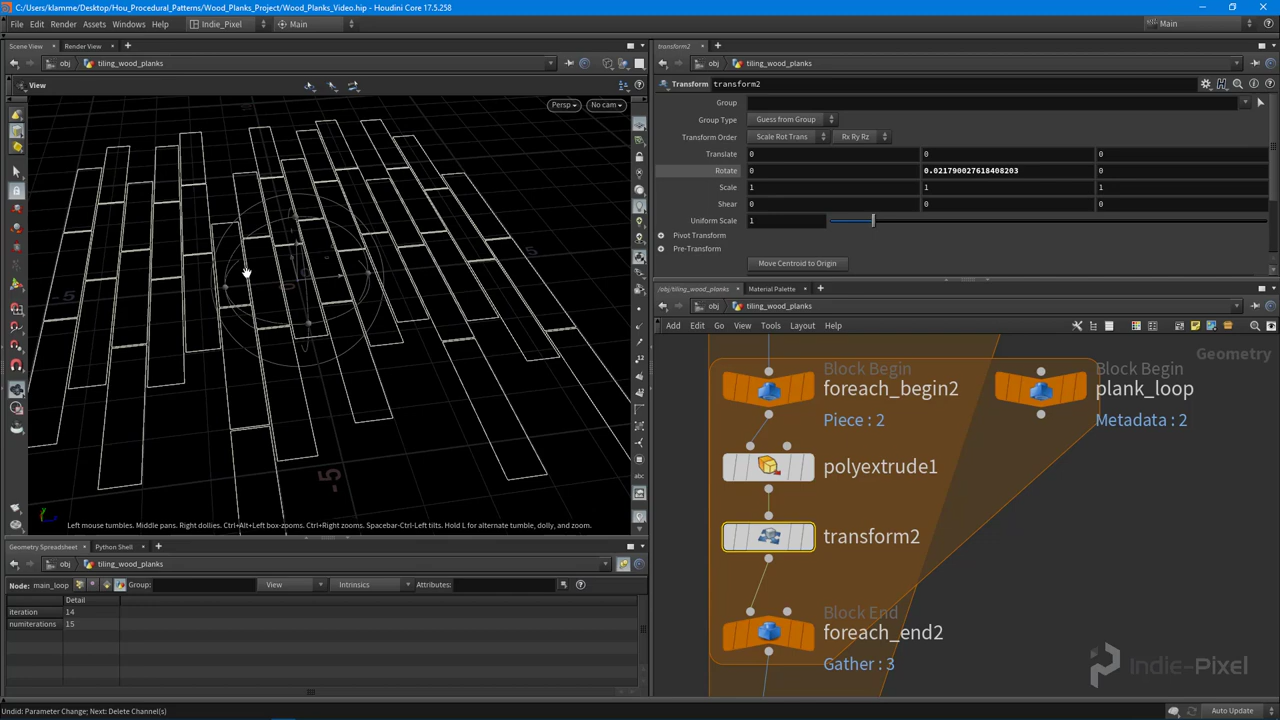 C:/Users/klamme/Desktop/Hou_Procedural_Patterns/Wood_Planks_Project/Wood_Planks_Video.hip - Houdini Core 17.5.258
File Edit Render Assets Windows Help Indie_Pixel Main Main
Scene View Render View
obj tiling_wood_planks
View
Persp No cam
-5
5
-5
Left mouse tumbles. Middle pans. Right dollies. Ctrl+Alt+Left box-zooms. Ctrl+Right zooms. Spacebar-Ctrl-Left tilts. Hold L for alternate tumble, dolly, and zoom.
abc
Geometry Spreadsheet Python Shell
obj tiling_wood_planks
Node: main_loop Group: View Intrinsics Attributes:
Detail
iteration 14
numiterations 15
transform2
obj tiling_wood_planks
Transform transform2
Group
Group Type Guess from Group
Transform Order Scale Rot Trans Rx Ry Rz
Translate 0 0 0
Rotate 0 0.021790027618408203 0
Scale 1 1 1
Shear 0 0 0
Uniform Scale 1
Pivot Transform
Pre-Transform
Move Centroid to Origin
/obj/tiling_wood_planks Material Palette
obj tiling_wood_planks
Add Edit Go View Tools Layout Help
Geometry
Block Begin
foreach_begin2
Piece : 2
Block Begin
plank_loop
Metadata : 2
polyextrude1
transform2
Block End
foreach_end2
Gather : 3
Indie-Pixel
Undid: Parameter Change; Next: Delete Channel(s)
Auto Update